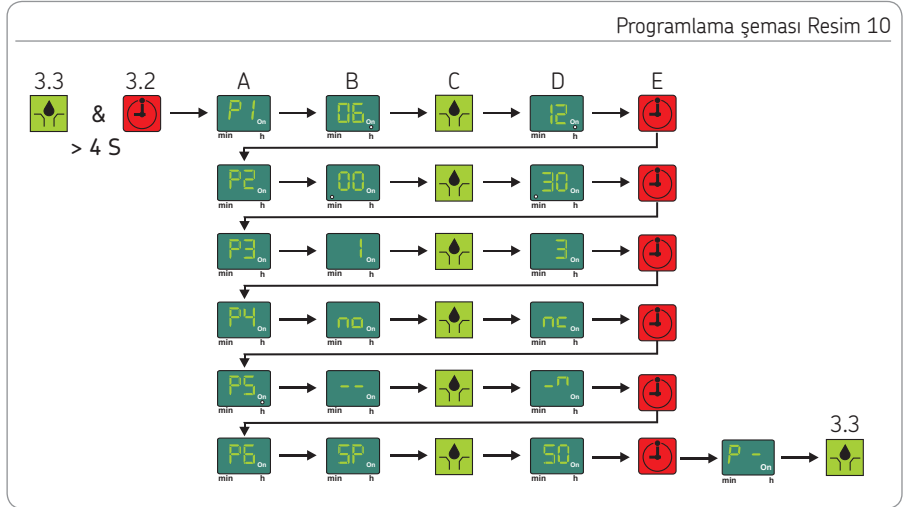 Programlama şeması Resim 10
3.3 3.2 A B C D E
& P1 On 06 On 12 On
min h min h min h
> 4 S
P2 On 00 On 30 On
min h min h min h
P3 On 1 On 3 On
min h min h min h
P4 On no On nc On
min h min h min h
P5 On -- On -n On
min h min h min h
3.3
P6 On SP On SO On P - On
min h min h min h min h